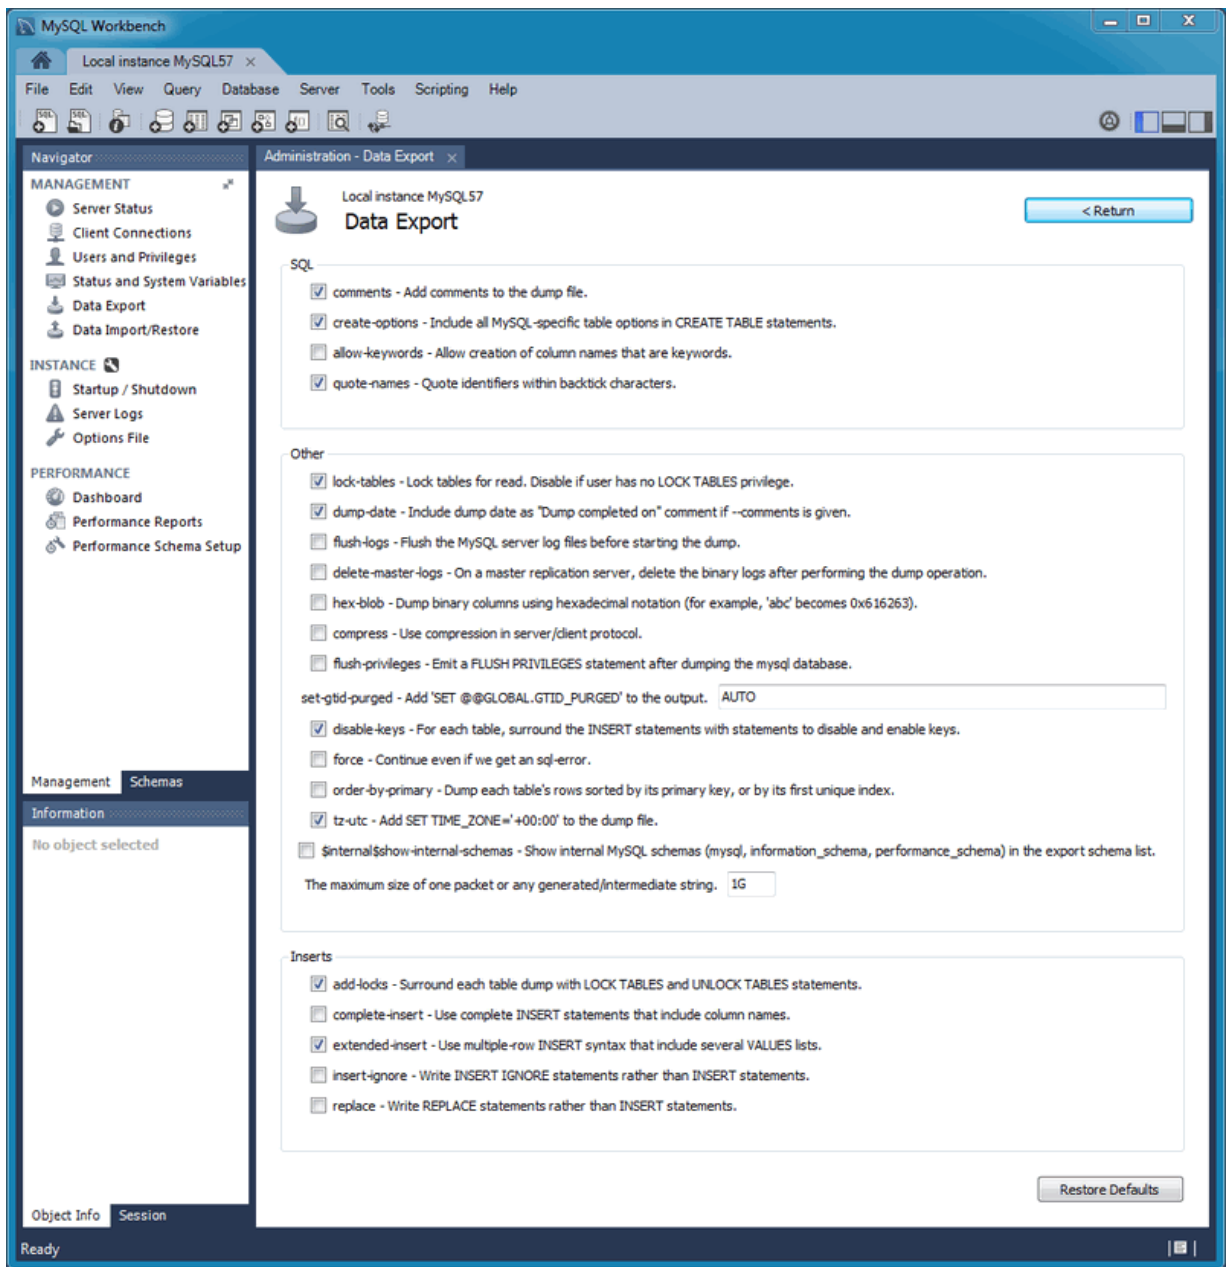 MySQL Workbench
Local instance MySQL57
File Edit View Query Database Server Tools Scripting Help
Navigator
MANAGEMENT
Server Status
Client Connections
Users and Privileges
Status and System Variables
Data Export
Data Import/Restore
INSTANCE
Startup / Shutdown
Server Logs
Options File
PERFORMANCE
Dashboard
Performance Reports
Performance Schema Setup
Management Schemas
Information
No object selected
Object Info Session
Administration - Data Export
Local instance MySQL57
Data Export
< Return
SQL
comments - Add comments to the dump file.
create-options - Include all MySQL-specific table options in CREATE TABLE statements.
allow-keywords - Allow creation of column names that are keywords.
quote-names - Quote identifiers within backtick characters.
Other
lock-tables - Lock tables for read. Disable if user has no LOCK TABLES privilege.
dump-date - Include dump date as "Dump completed on" comment if --comments is given.
flush-logs - Flush the MySQL server log files before starting the dump.
delete-master-logs - On a master replication server, delete the binary logs after performing the dump operation.
hex-blob - Dump binary columns using hexadecimal notation (for example, 'abc' becomes 0x616263).
compress - Use compression in server/client protocol.
flush-privileges - Emit a FLUSH PRIVILEGES statement after dumping the mysql database.
set-gtid-purged - Add 'SET @@GLOBAL.GTID_PURGED' to the output. AUTO
disable-keys - For each table, surround the INSERT statements with statements to disable and enable keys.
force - Continue even if we get an sql-error.
order-by-primary - Dump each table's rows sorted by its primary key, or by its first unique index.
tz-utc - Add SET TIME_ZONE='+00:00' to the dump file.
$internal$show-internal-schemas - Show internal MySQL schemas (mysql, information_schema, performance_schema) in the export schema list.
The maximum size of one packet or any generated/intermediate string. 1G
Inserts
add-locks - Surround each table dump with LOCK TABLES and UNLOCK TABLES statements.
complete-insert - Use complete INSERT statements that include column names.
extended-insert - Use multiple-row INSERT syntax that include several VALUES lists.
insert-ignore - Write INSERT IGNORE statements rather than INSERT statements.
replace - Write REPLACE statements rather than INSERT statements.
Restore Defaults
Ready